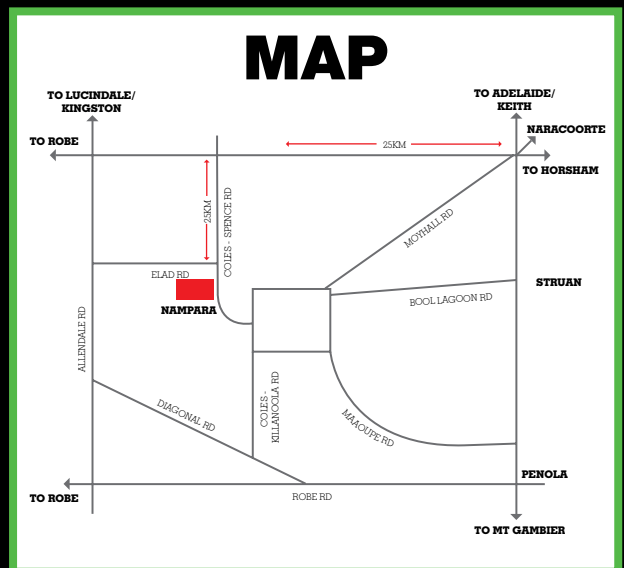 MAP
TO LUCINDALE/
KINGSTON
TO ADELAIDE/
KEITH
NARACOORTE
TO ROBE
25KM
TO HORSHAM
25KM
COLES - SPENCE RD
MOYHALL RD
ELAD RD
STRUAN
BOOL LAGOON RD
NAMPARA
ALLENDALE RD
DIAGONAL RD
COLES -
KILLANOOLA RD
MAAOUPE RD
PENOLA
TO ROBE
ROBE RD
TO MT GAMBIER